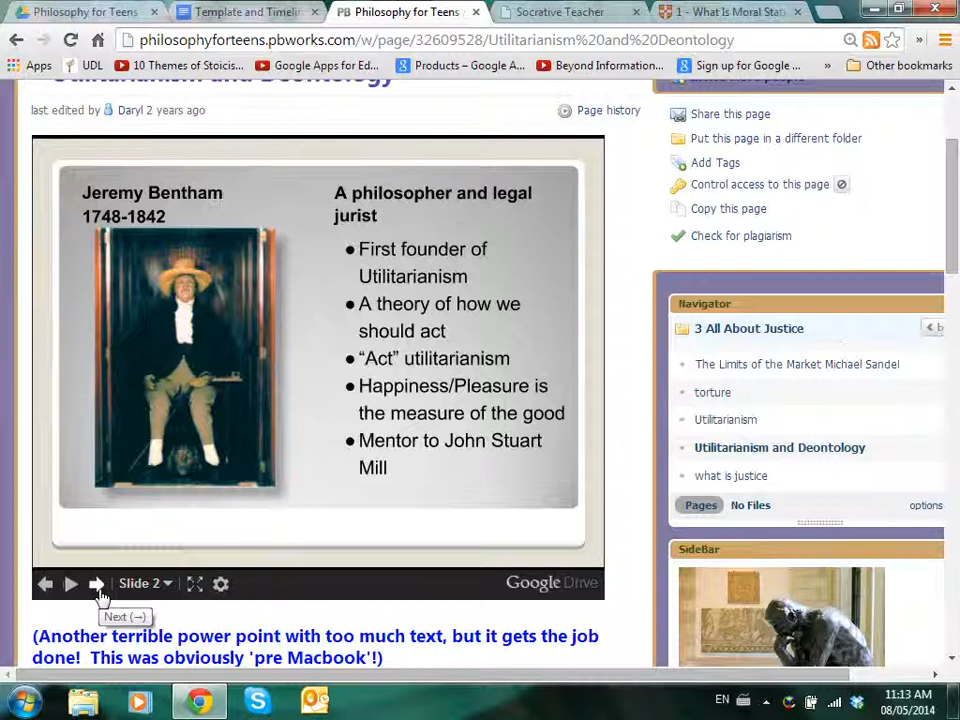 Philosophy for Teens
Template and Timelin
PB Philosophy for Teens
Socrative Teacher
1 - What Is Moral Stat
philosophyforteens.pbworks.com/w/page/32609528/Utilitarianism%20and%20Deontology
Apps
UDL
10 Themes of Stoicis...
Google Apps for Ed...
Products – Google A...
Beyond Information...
Sign up for Google ...
»
Other bookmarks
Utilitarianism and Deontology
last edited by Daryl 2 years ago
Page history
Jeremy Bentham
1748-1842
A philosopher and legal
jurist
●First founder of
Utilitarianism
●A theory of how we
should act
●“Act” utilitarianism
●Happiness/Pleasure is
the measure of the good
●Mentor to John Stuart
Mill
Slide 2
Google Drive
Next (→)
(Another terrible power point with too much text, but it gets the job
done! This was obviously 'pre Macbook'!)
Share this page
Put this page in a different folder
Add Tags
Control access to this page
Copy this page
Check for plagiarism
Navigator
3 All About Justice
b
The Limits of the Market Michael Sandel
torture
Utilitarianism
Utilitarianism and Deontology
what is justice
Pages
No Files
options
SideBar
EN
11:13 AM
08/05/2014